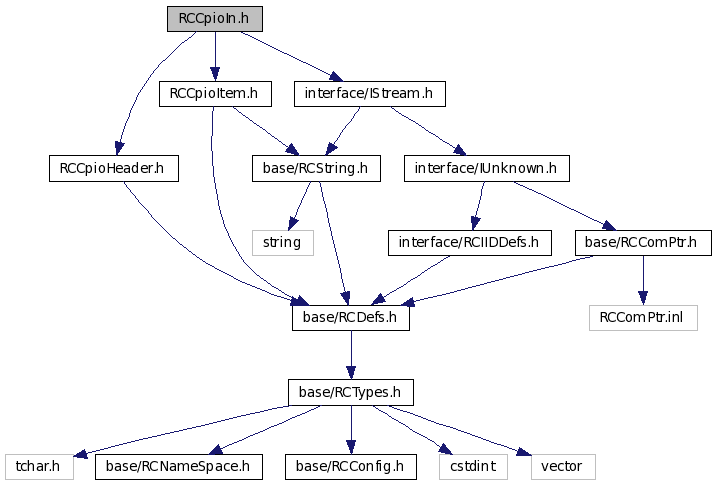 RCCpioIn.h
RCCpioItem.h
interface/IStream.h
RCCpioHeader.h
base/RCString.h
interface/IUnknown.h
string
interface/RCIIDDefs.h
base/RCComPtr.h
base/RCDefs.h
RCComPtr.inl
base/RCTypes.h
tchar.h
base/RCNameSpace.h
base/RCConfig.h
cstdint
vector